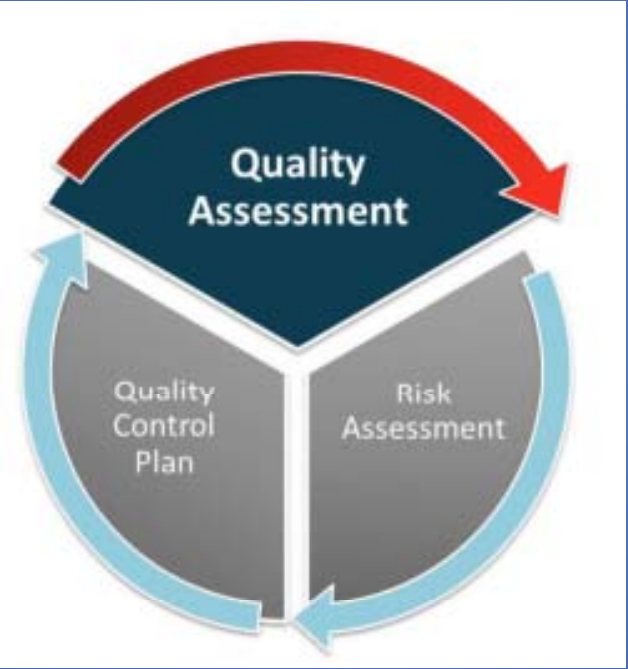 Quality
Assessment
Risk
Assessment
Quality
Control
Plan